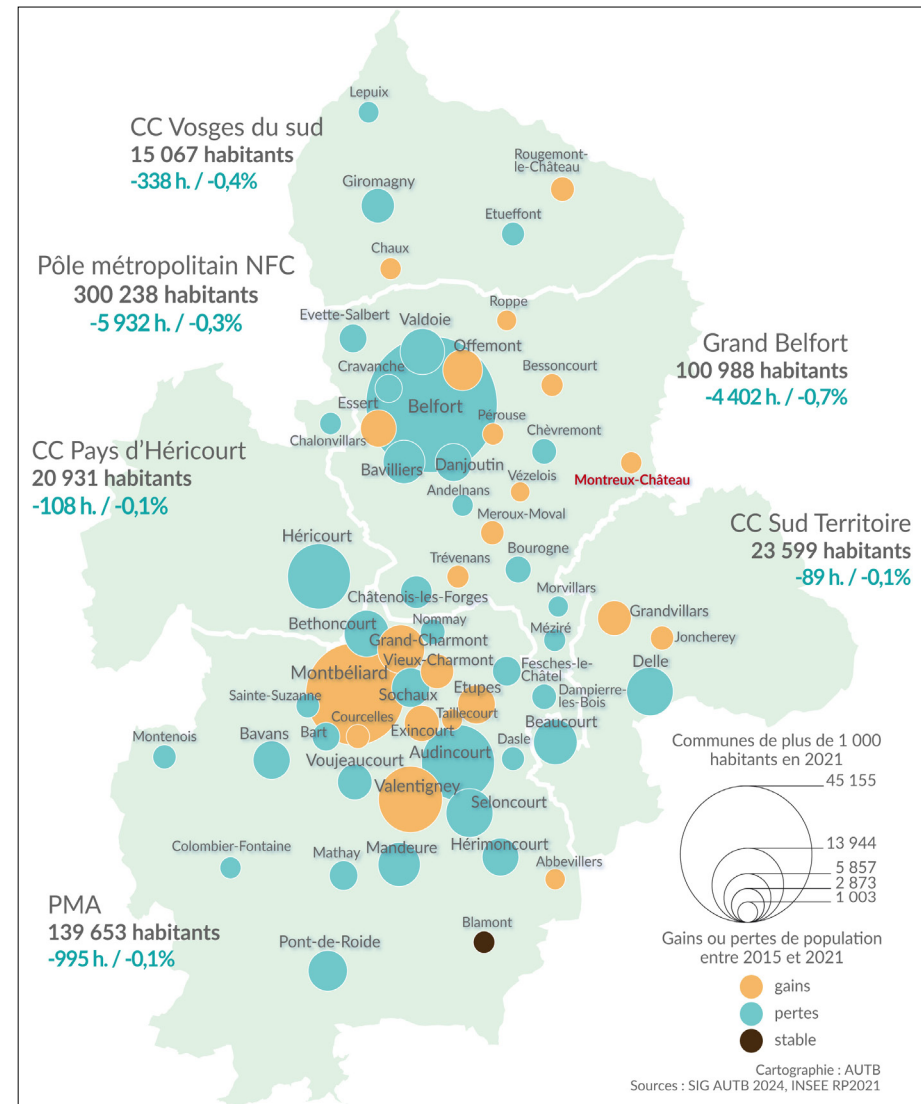 Lepuix
CC Vosges du sud
15 067 habitants
-338 h. / -0,4%
Rougemont-
le-Château
Giromagny
Etueffont
Chaux
Pôle métropolitain NFC
300 238 habitants
-5 932 h. / -0,3%
Roppe
Evette-Salbert
Valdoie
Offemont
Grand Belfort
100 988 habitants
-4 402 h. / -0,7%
Cravanche
Bessoncourt
Essert
Belfort
Pérouse
Chèvremont
Chalonvillars
CC Pays d'Héricourt
20 931 habitants
-108 h. / -0,1%
Bavilliers
Danjoutin
Vézelois
Montreux-Château
Andelnans
Meroux-Moval
CC Sud Territoire
23 599 habitants
-89 h. / -0,1%
Héricourt
Bourogne
Trévenans
Châtenois-les-Forges
Morvillars
Grandvillars
Bethoncourt
Nommay
Méziré
Joncherey
Grand-Charmont
Vieux-Charmont
Fesches-le-
Châtel
Delle
Montbéliard
Sochaux
Etupes
Dampierre-
les-Bois
Sainte-Suzanne
Courcelles
Taillecourt
Exincourt
Beaucourt
Montenois
Bavans
Bart
Audincourt
Dasle
Voujeaucourt
Valentigney
Seloncourt
Colombier-Fontaine
Mathay
Mandeure
Hérimoncourt
Abbevillers
PMA
139 653 habitants
-995 h. / -0,1%
Blamont
Pont-de-Roide
Communes de plus de 1 000
habitants en 2021
45 155
13 944
5 857
2 873
1 003
Gains ou pertes de population
entre 2015 et 2021
gains
pertes
stable
Cartographie : AUTB
Sources : SIG AUTB 2024, INSEE RP2021